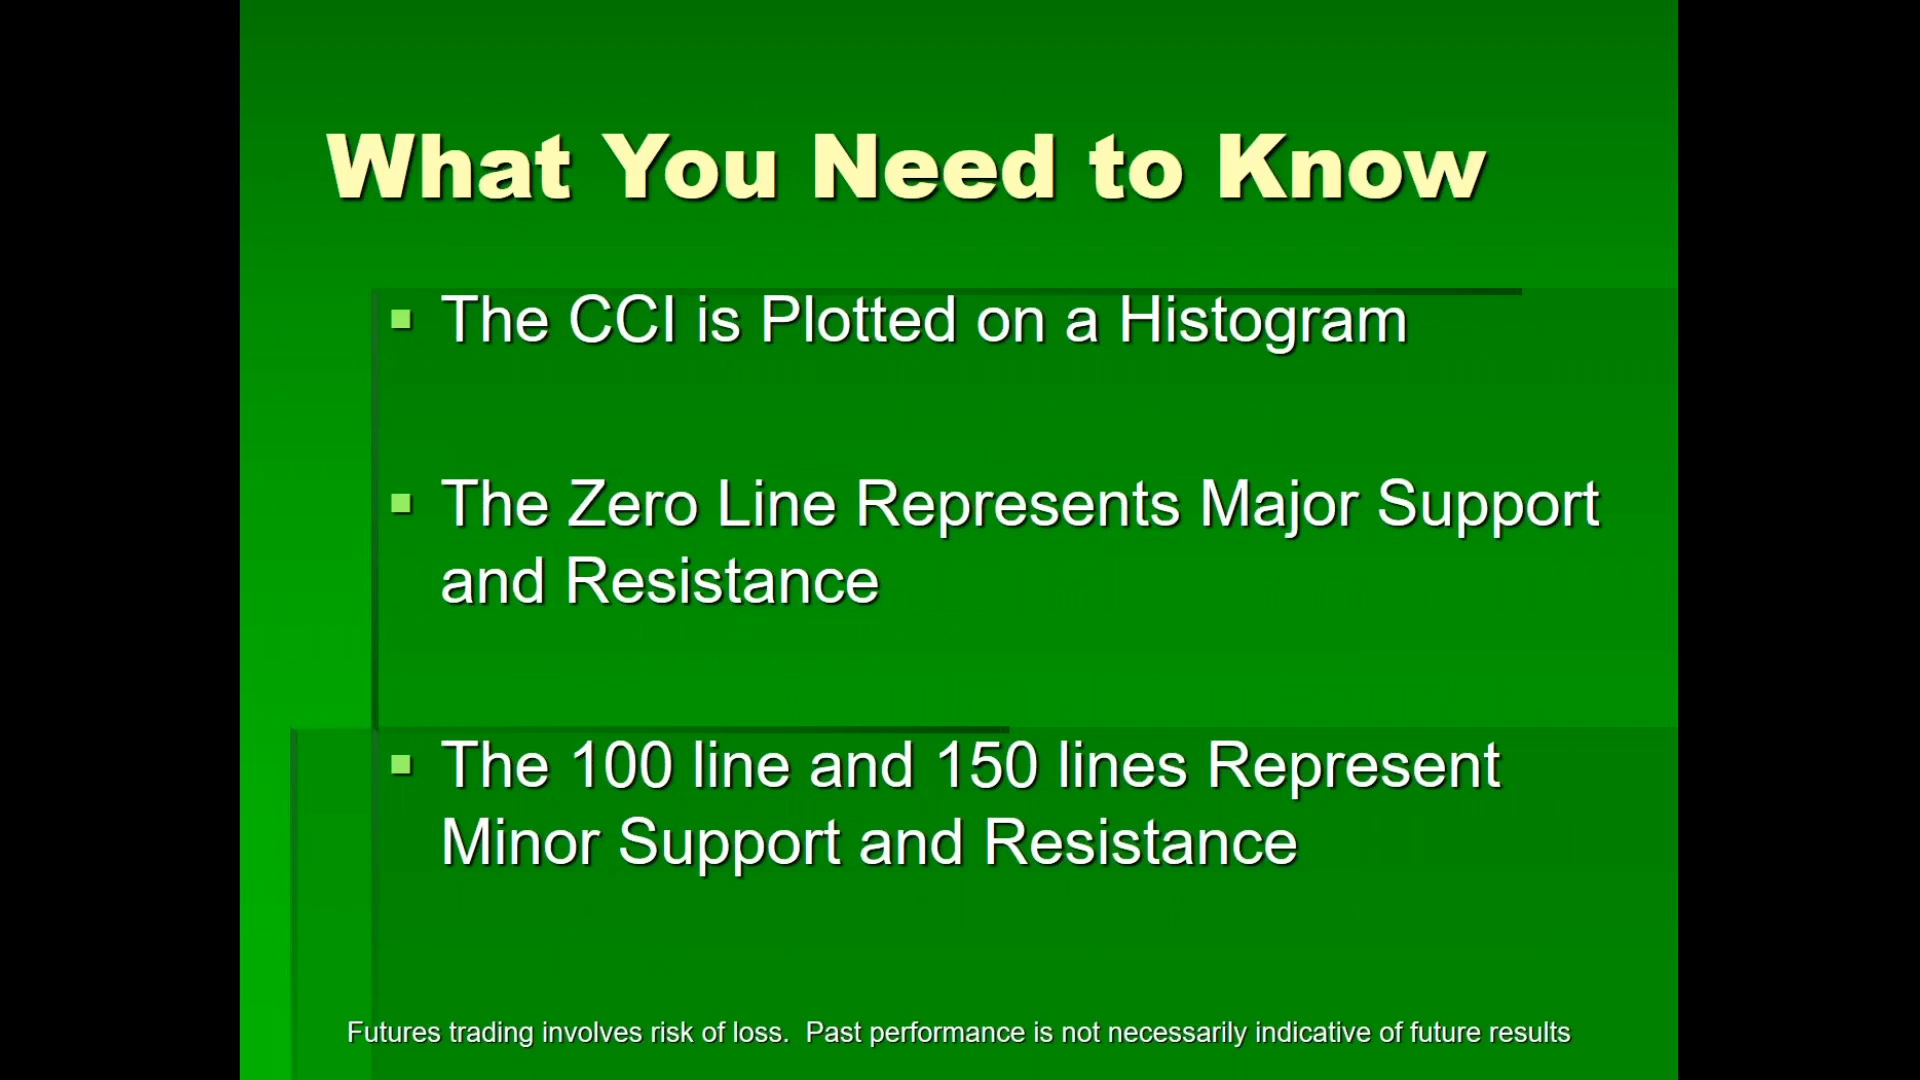 What You Need to Know
The CCI is Plotted on a Histogram
The Zero Line Represents Major Support
and Resistance
The 100 line and 150 lines Represent
Minor Support and Resistance
Futures trading involves risk of loss.  Past performance is not necessarily indicative of future results